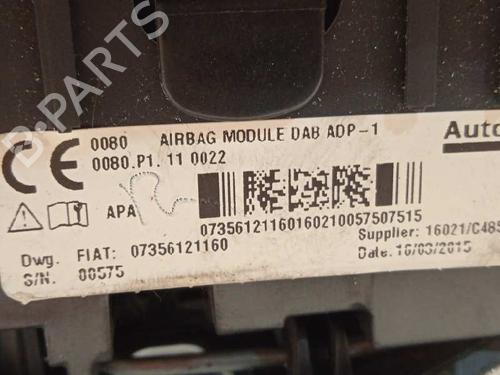 B-PARTS
0080 AIRBAG MODULE DAB ADP-1
0080.P1. 11 0022
Auto
APA
07356121160160210057507515
Supplier: 16021/C485
Dwg. FIAT: 07356121160
Date: 16/03/2015
S/N. 00575